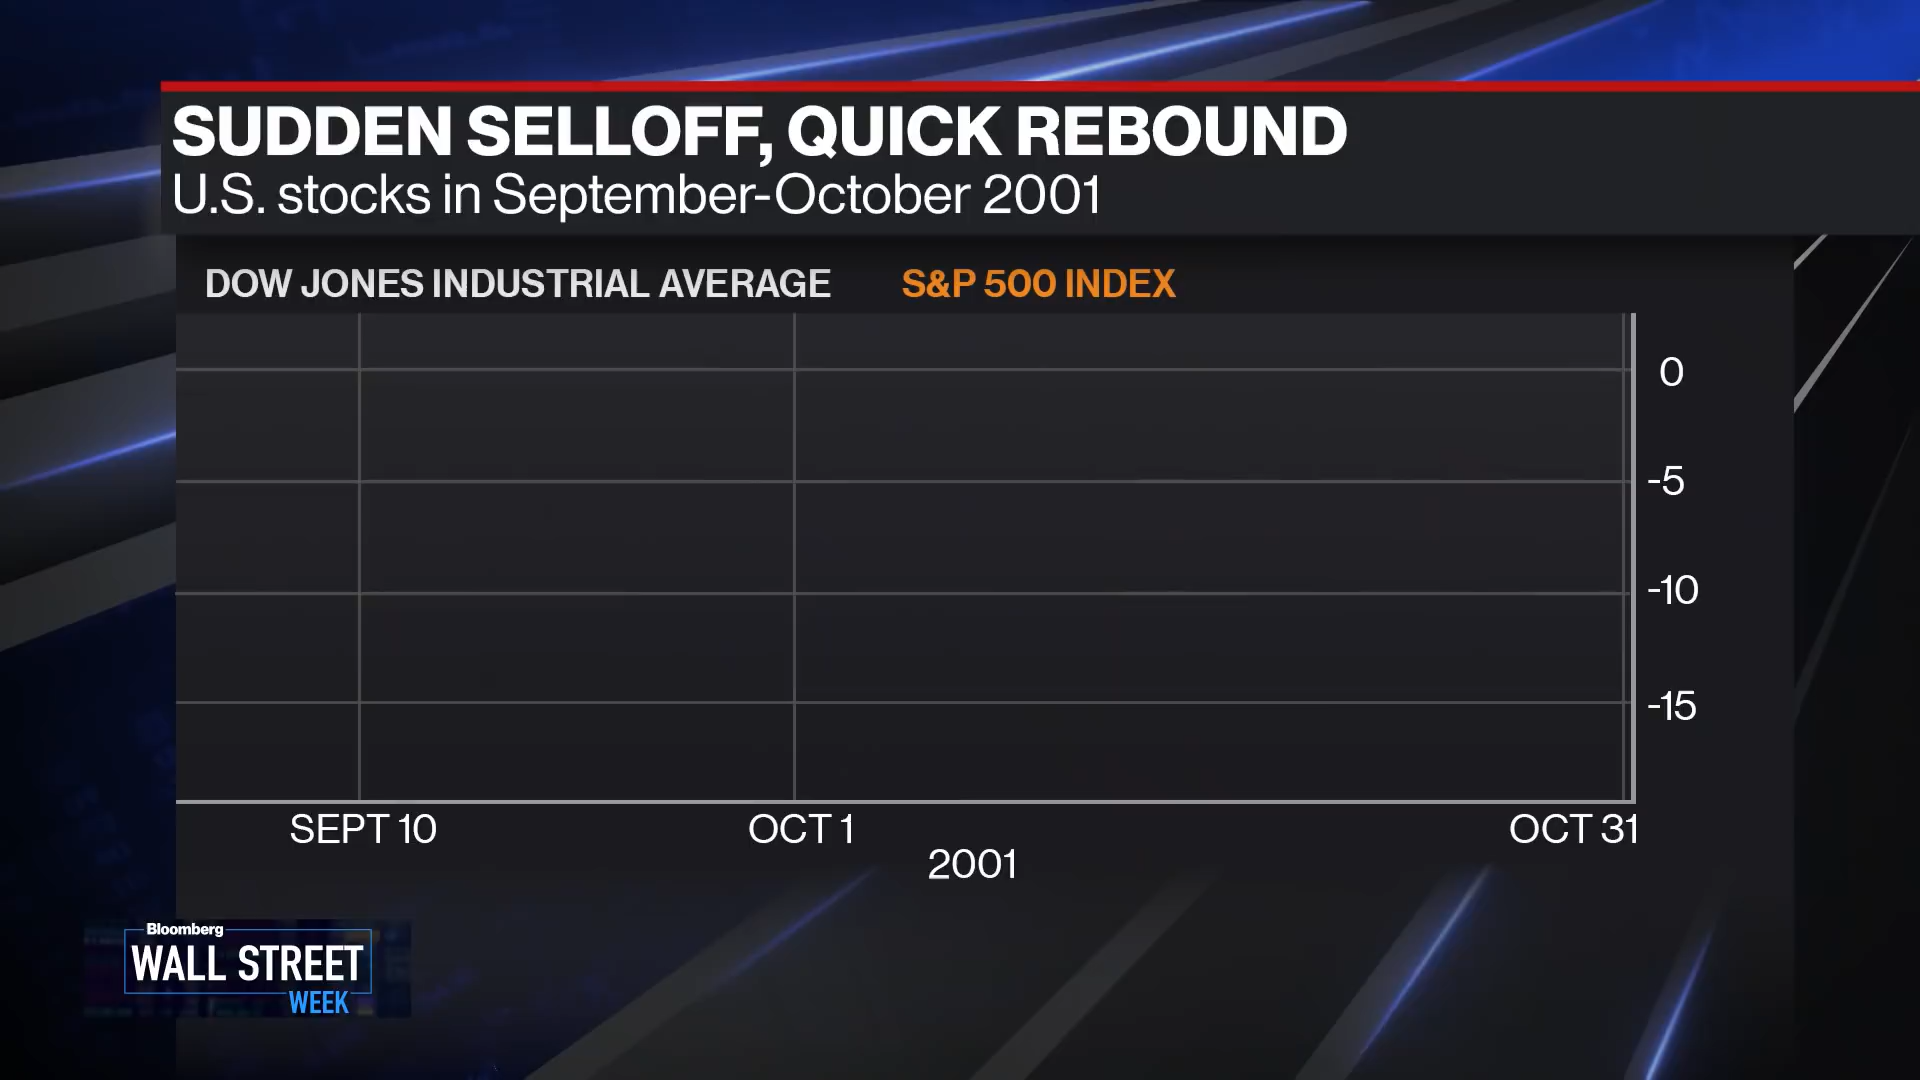 SUDDEN SELLOFF, QUICK REBOUND
U.S. stocks in September-October 2001
DOW JONES INDUSTRIAL AVERAGE S&P 500 INDEX
0
-5
-10
-15
SEPT 10 OCT 1 OCT 31
2001
Bloomberg
WALL STREET
WEEK